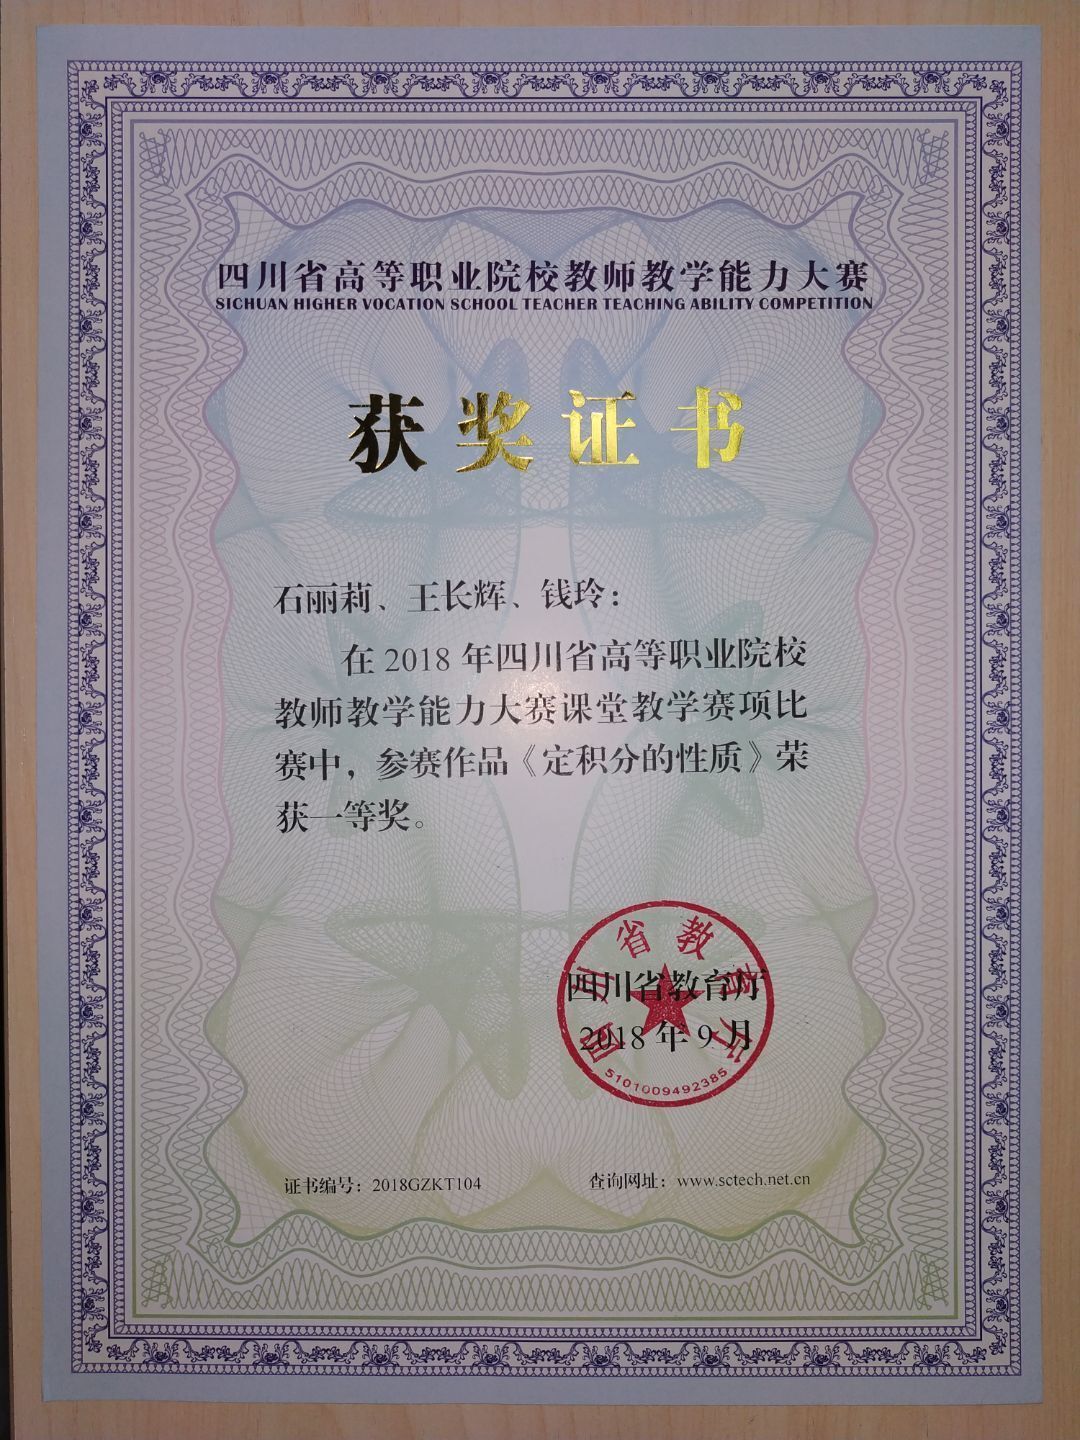 四川省高等职业院校教师教学能力大赛
SICHUAN HIGHER VOCATION SCHOOL TEACHER TEACHING ABILITY COMPETITION
获奖证书
石丽莉、王长辉、钱玲：
在2018年四川省高等职业院校
教师教学能力大赛课堂教学赛项比
赛中，参赛作品《定积分的性质》荣
获一等奖。
四川省教育厅
四川省教育厅
2018年9月
5101009492385
证书编号：2018GZKT104
查询网址：www.sctech.net.cn